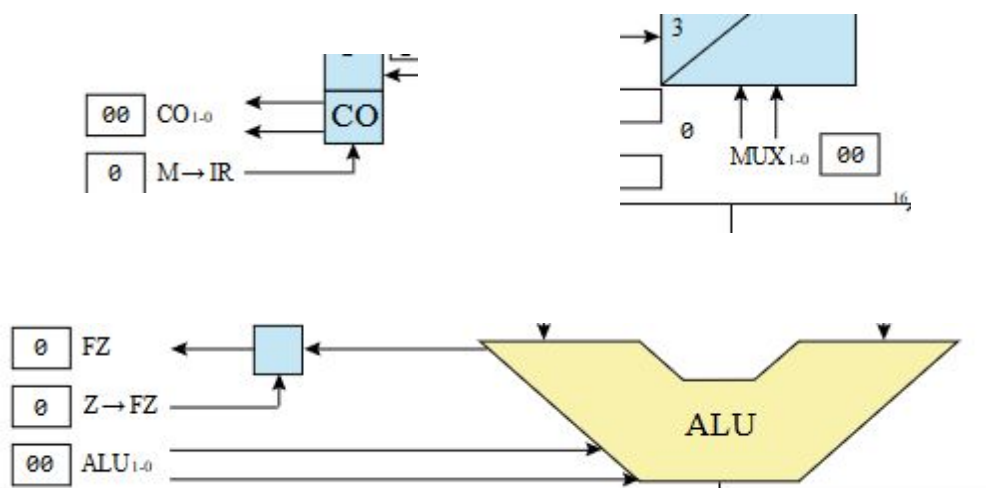 3
00 CO1-0
CO
0 M→IR
0
MUX1-0 00
16
0 FZ
0 Z→FZ
ALU
00 ALU1-0